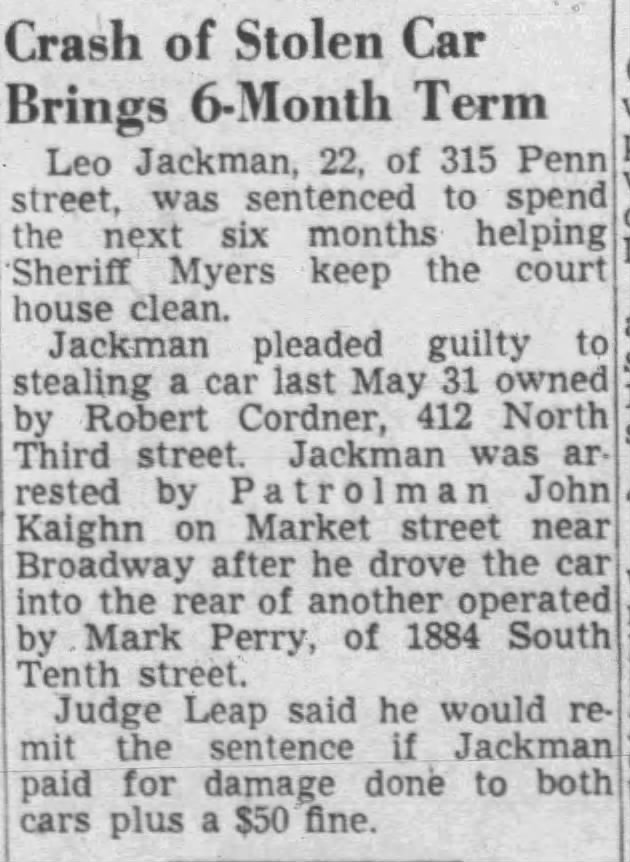 Crash of Stolen Car
Brings 6-Month Term
Leo Jackman, 22, of 315 Penn
street, was sentenced to spend
the next six months helping
Sheriff Myers keep the court
house clean.
Jackman pleaded guilty to
stealing a car last May 31 owned
by Robert Cordner, 412 North
Third street. Jackman was ar-
rested by Patrolman John
Kaighn on Market street near
Broadway after he drove the car
into the rear of another operated
by Mark Perry, of 1884 South
Tenth street.
Judge Leap said he would re-
mit the sentence if Jackman
paid for damage done to both
cars plus a $50 fine.